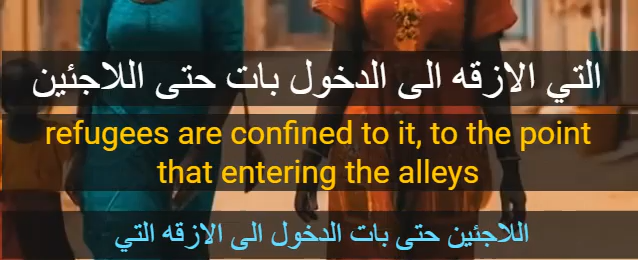 التي الازقه الى الدخول بات حتى اللاجئين
refugees are confined to it, to the point
that entering the alleys
اللاجئين حتى بات الدخول الى الازقه التي